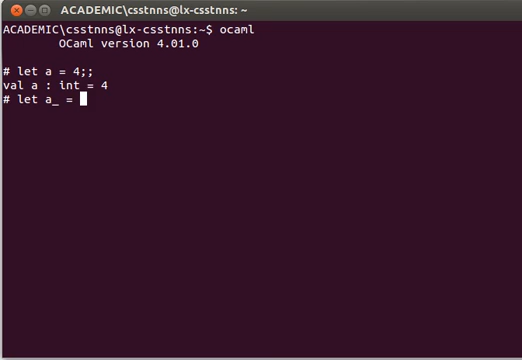 ACADEMIC\csstnns@lx-csstnns: ~
ACADEMIC\csstnns@lx-csstnns:~$ ocaml
        OCaml version 4.01.0
# let a = 4;;
val a : int = 4
# let a_ =